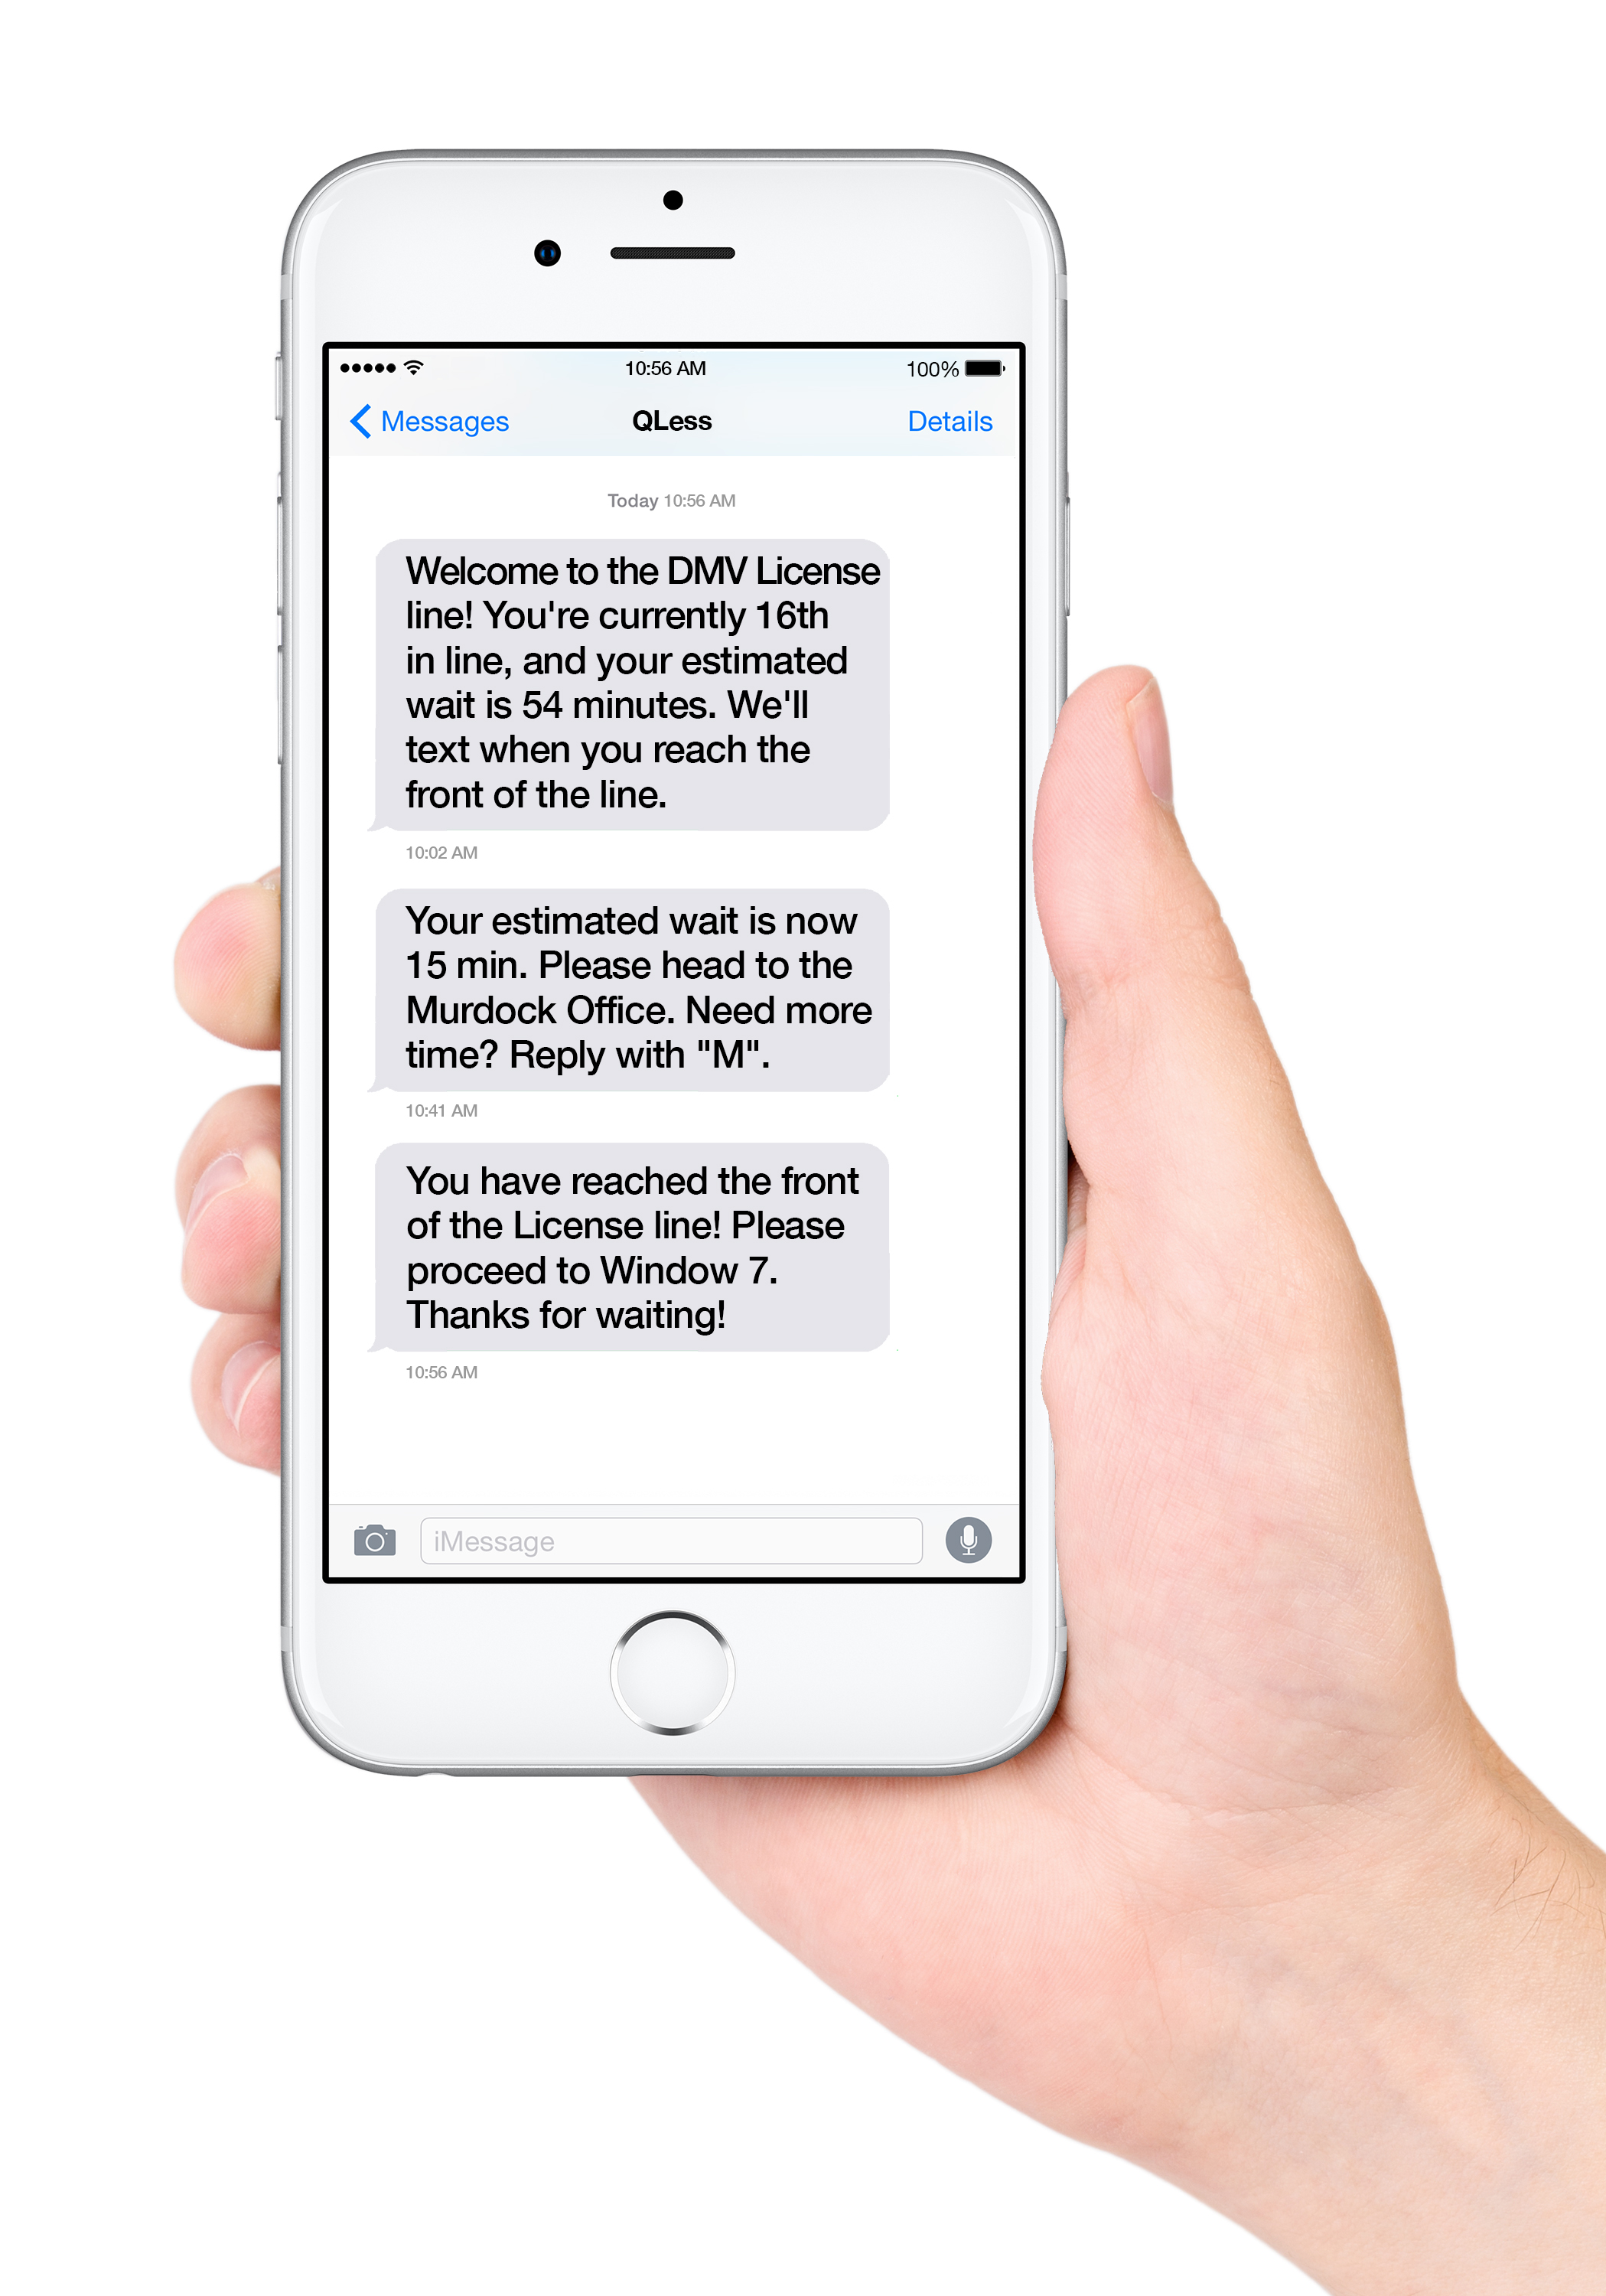 10:56 AM
100%
Messages
QLess
Details
Today 10:56 AM
Welcome to the DMV License
line! You're currently 16th
in line, and your estimated
wait is 54 minutes. We'll
text when you reach the
front of the line.
10:02 AM
Your estimated wait is now
15 min. Please head to the
Murdock Office. Need more
time? Reply with "M".
10:41 AM
You have reached the front
of the License line! Please
proceed to Window 7.
Thanks for waiting!
10:56 AM
iMessage